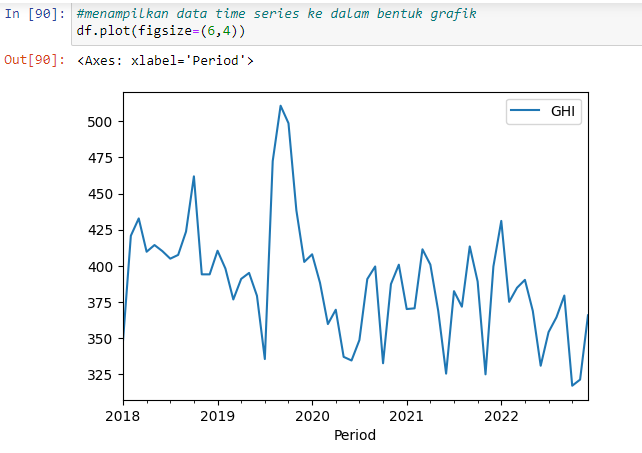 In [90]: #menampilkan data time series ke dalam bentuk grafik
df.plot(figsize=(6,4))
Out[90]: <Axes: xlabel='Period'>
GHI
500
475
450
425
400
375
350
325
2018 2019 2020 2021 2022
Period